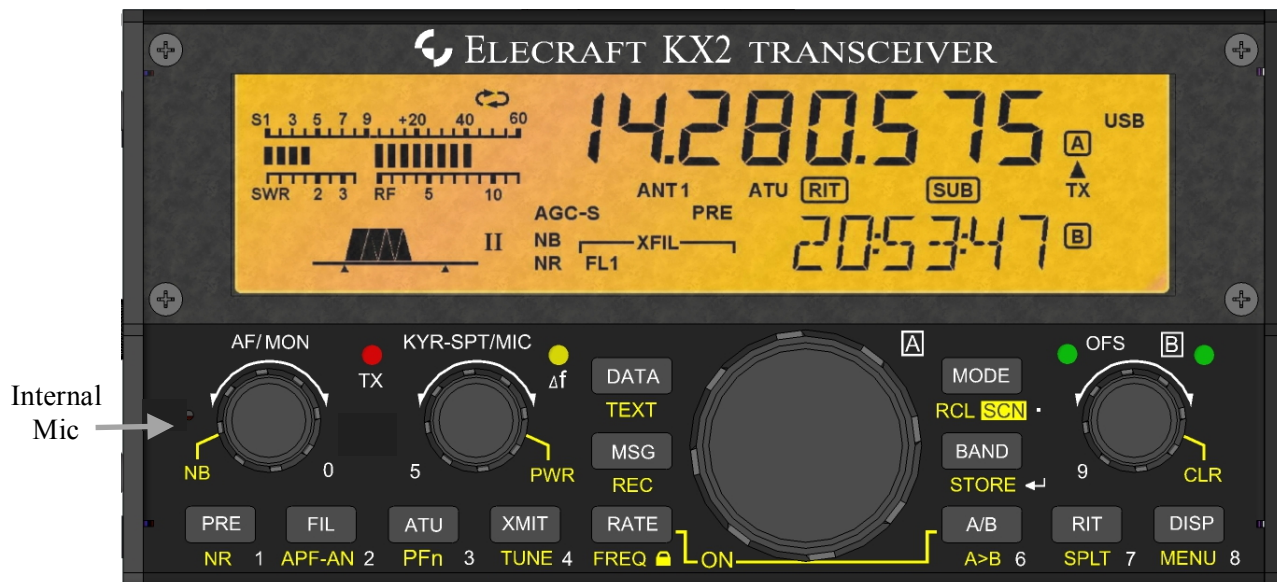 ELECRAFT KX2 TRANSCEIVER
S1 3 5 7 9 +20 40 60
14.280.575
USB
A
SWR 2 3 RF 5 10
ANT 1 ATU RIT SUB TX
AGC-S PRE
II NB XFIL 20:53:47 B
NR FL1
AF/MON KYR-SPT/MIC A OFS B
TX Δf DATA MODE
TEXT RCL SCN .
Internal
Mic
MSG BAND
NB 0 5 PWR REC 9 STORE CLR
PRE FIL ATU XMIT RATE A/B RIT DISP
NR 1 APF-AN 2 PFn 3 TUNE 4 FREQ ON A>B 6 SPLT 7 MENU 8